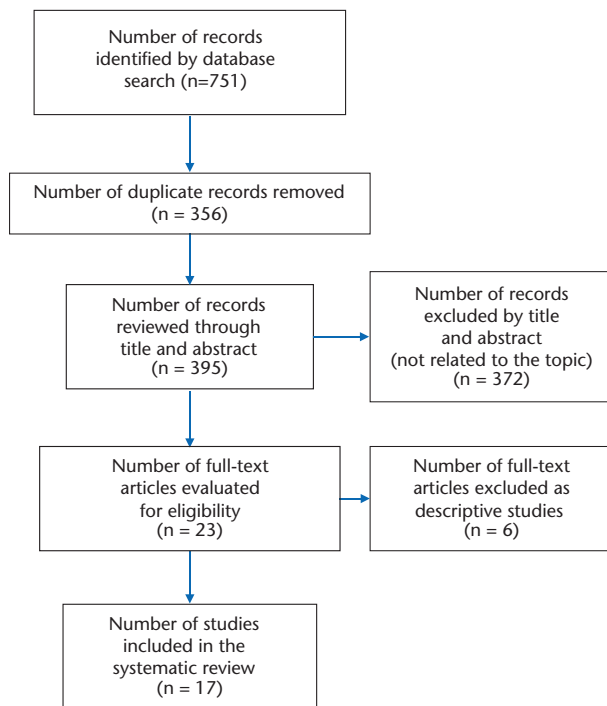 Number of records
identified by database
search (n=751)
Number of duplicate records removed
(n = 356)
Number of records
reviewed through
title and abstract
(n = 395)
Number of records
excluded by title
and abstract
(not related to the topic)
(n = 372)
Number of full-text
articles evaluated
for eligibility
(n = 23)
Number of full-text
articles excluded as
descriptive studies
(n = 6)
Number of studies
included in the
systematic review
(n = 17)